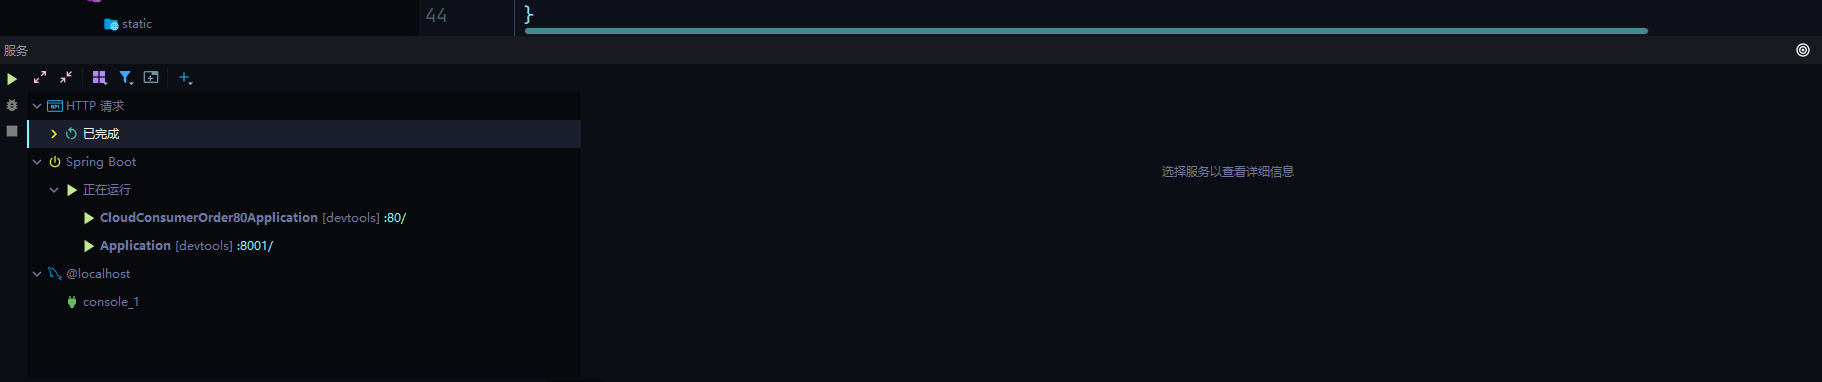 static
44 }
服务
HTTP 请求
已完成
Spring Boot
正在运行
CloudConsumerOrder80Application [devtools] :80/
Application [devtools] :8001/
@localhost
console_1
选择服务以查看详细信息